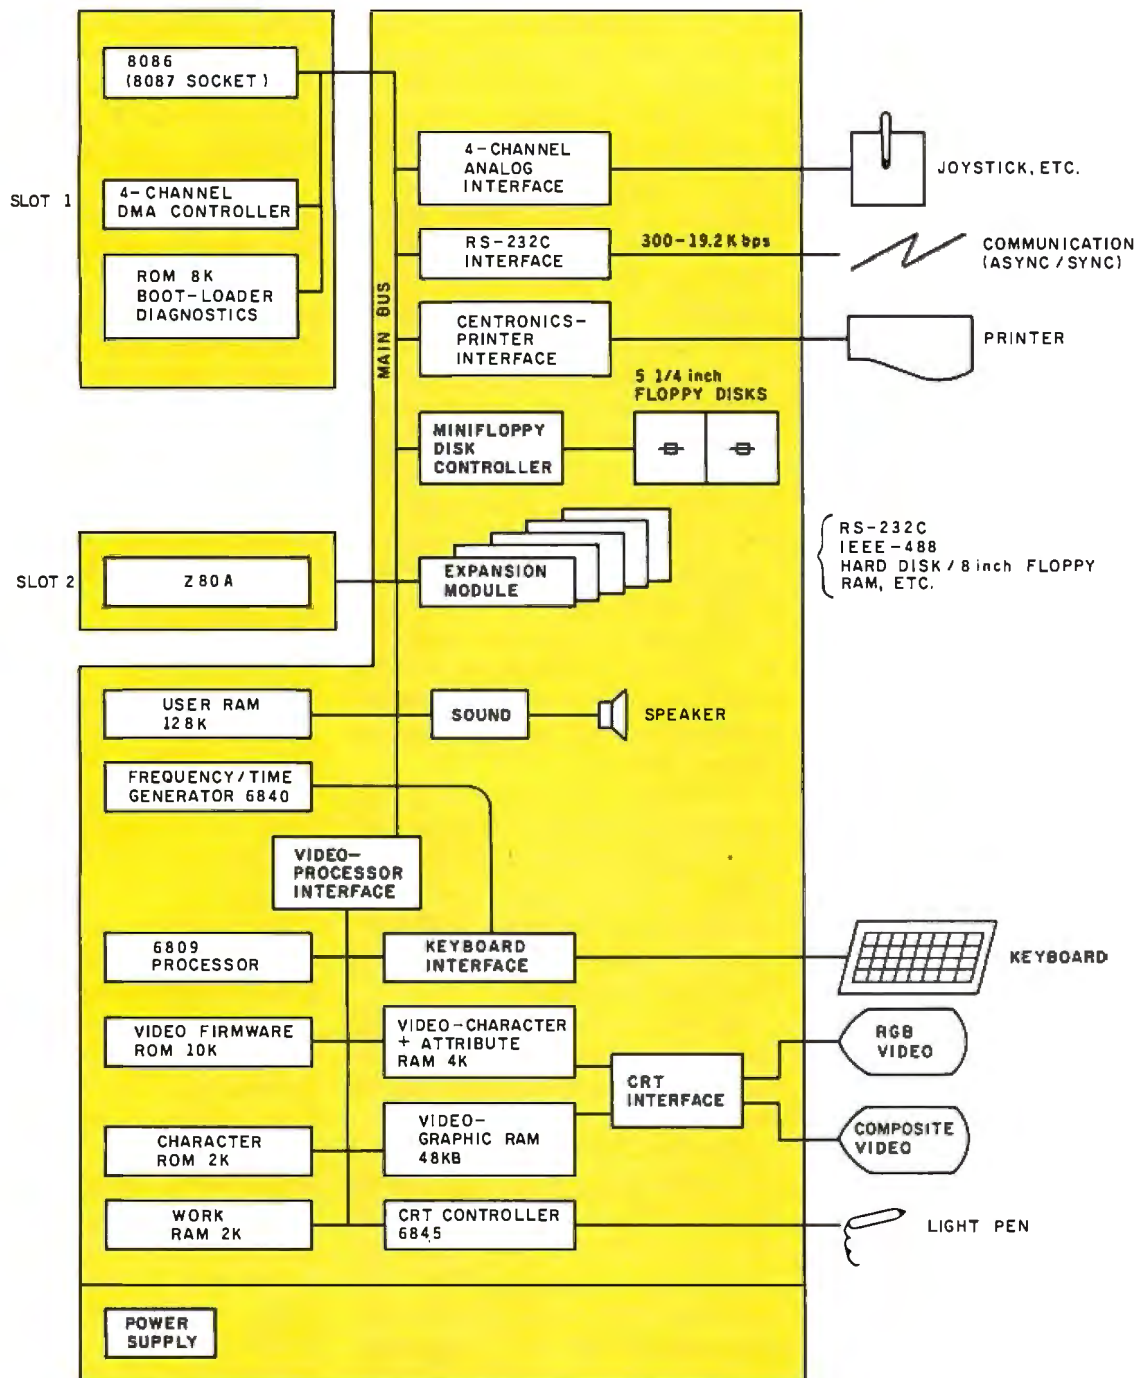 SLOT 1
8086
(8087 SOCKET)
4-CHANNEL
DMA CONTROLLER
ROM 8K
BOOT-LOADER
DIAGNOSTICS
MAIN BUS
4-CHANNEL
ANALOG
INTERFACE
JOYSTICK, ETC.
RS-232C
INTERFACE
300-19.2K bps
COMMUNICATION
(ASYNC/SYNC)
CENTRONICS-
PRINTER
INTERFACE
PRINTER
5 1/4 inch
FLOPPY DISKS
MINIFLOPPY
DISK
CONTROLLER
SLOT 2
Z80A
EXPANSION
MODULE
RS-232C
IEEE-488
HARD DISK/8 inch FLOPPY
RAM, ETC.
USER RAM
128K
SOUND
SPEAKER
FREQUENCY/TIME
GENERATOR 6840
VIDEO-
PROCESSOR
INTERFACE
6809
PROCESSOR
KEYBOARD
INTERFACE
KEYBOARD
VIDEO FIRMWARE
ROM 10K
VIDEO-CHARACTER
+ ATTRIBUTE
RAM 4K
CRT
INTERFACE
RGB
VIDEO
CHARACTER
ROM 2K
VIDEO-
GRAPHIC RAM
48KB
COMPOSITE
VIDEO
WORK
RAM 2K
CRT CONTROLLER
6845
LIGHT PEN
POWER
SUPPLY